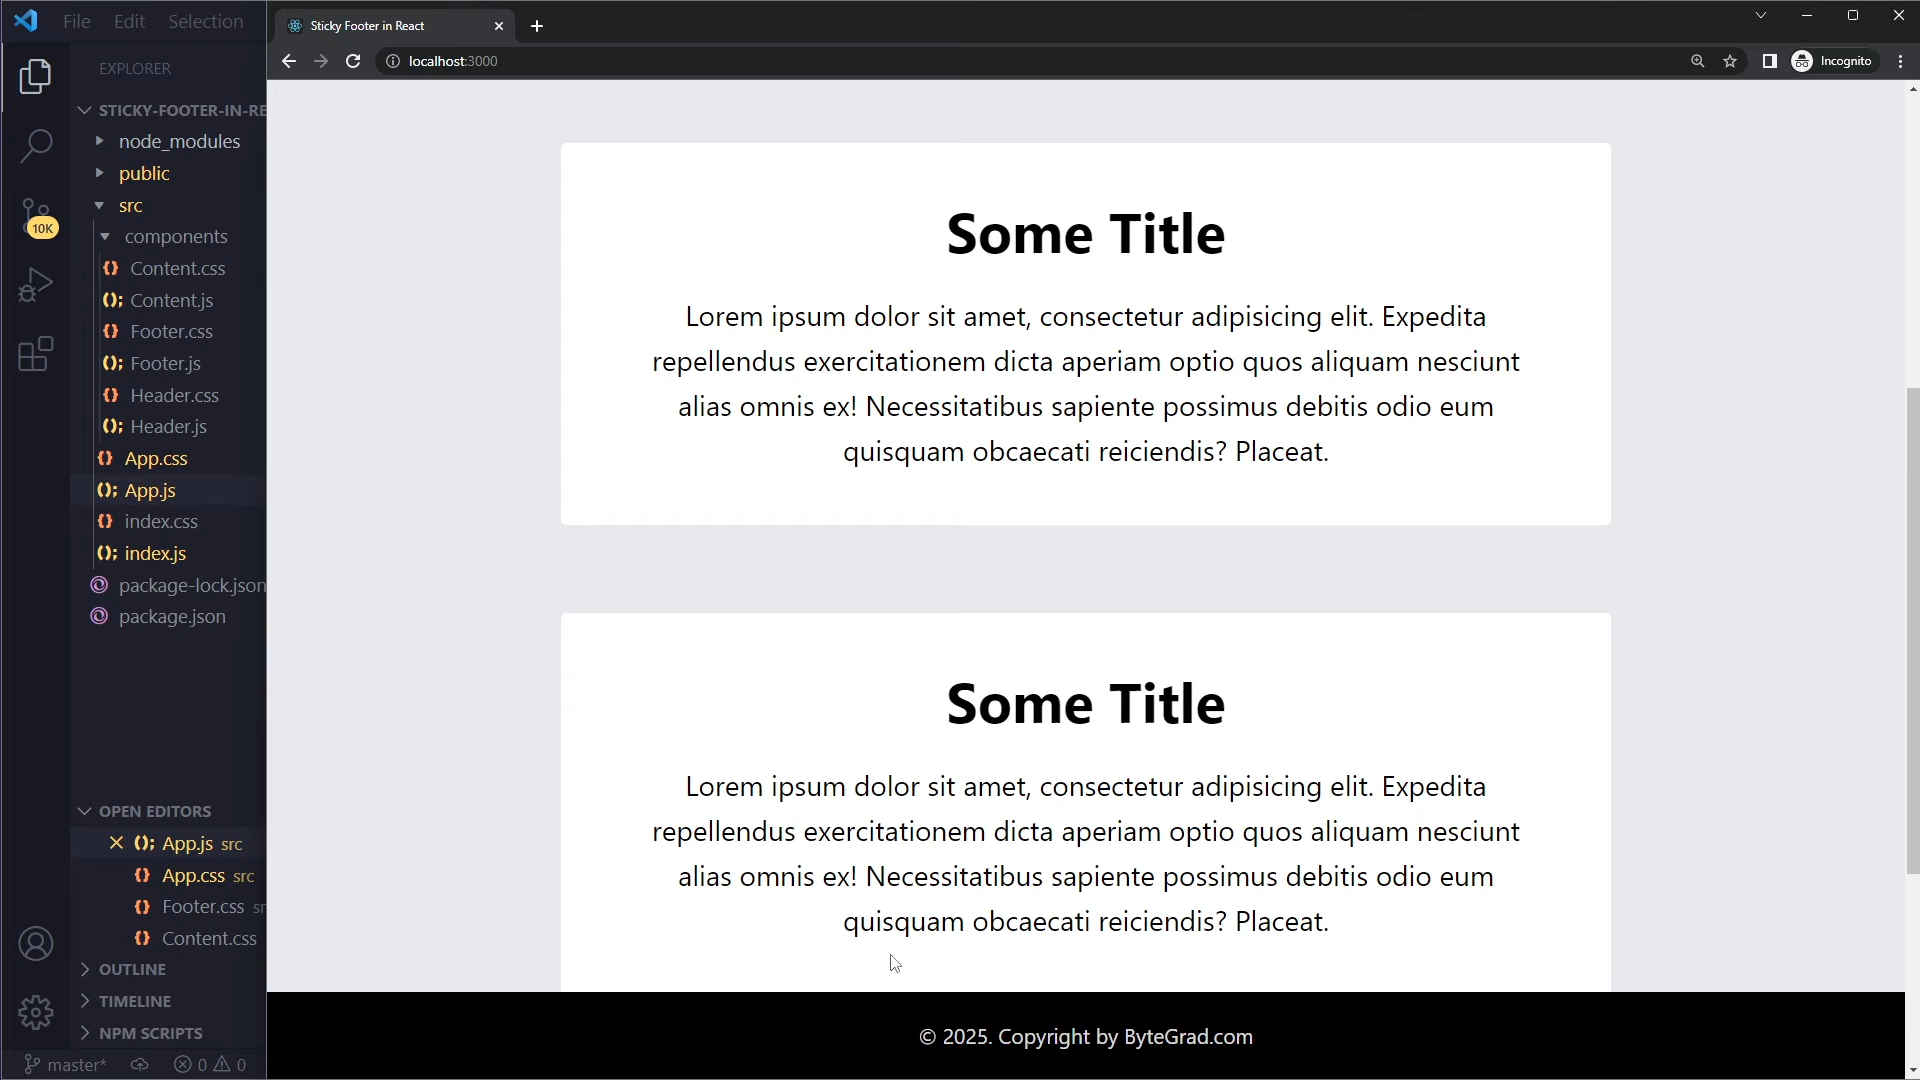 File Edit Selection
Sticky Footer in React
localhost:3000
Incognito
EXPLORER
STICKY-FOOTER-IN-RE
node_modules
public
src
components
Content.css
Content.js
Footer.css
Footer.js
Header.css
Header.js
App.css
App.js
index.css
index.js
package-lock.json
package.json
10K
OPEN EDITORS
App.js src
App.css src
Footer.css sr
Content.css
OUTLINE
TIMELINE
NPM SCRIPTS
master* 0 0
Some Title
Lorem ipsum dolor sit amet, consectetur adipisicing elit. Expedita
repellendus exercitationem dicta aperiam optio quos aliquam nesciunt
alias omnis ex! Necessitatibus sapiente possimus debitis odio eum
quisquam obcaecati reiciendis? Placeat.
Some Title
Lorem ipsum dolor sit amet, consectetur adipisicing elit. Expedita
repellendus exercitationem dicta aperiam optio quos aliquam nesciunt
alias omnis ex! Necessitatibus sapiente possimus debitis odio eum
quisquam obcaecati reiciendis? Placeat.
© 2025. Copyright by ByteGrad.com